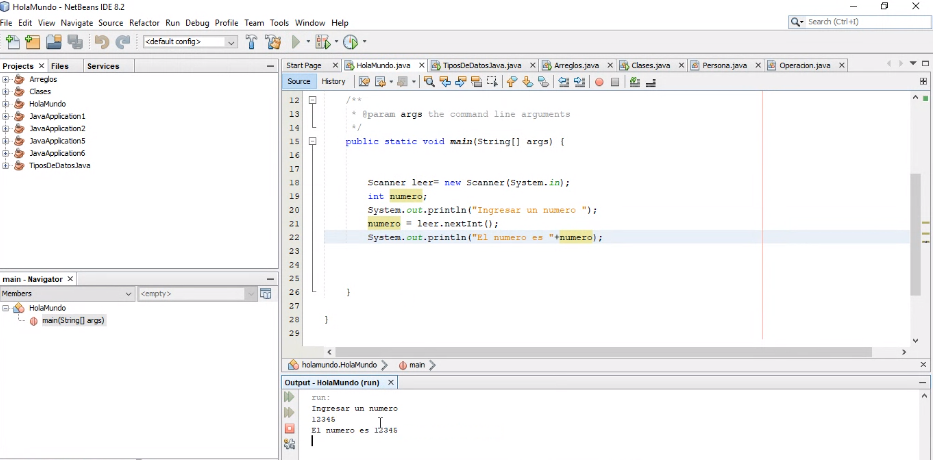 HolaMundo - NetBeans IDE 8.2
File Edit View Navigate Source Refactor Run Debug Profile Team Tools Window Help
Search (Ctrl+I)
<default config>
Projects Files Services
Arreglos
Clases
HolaMundo
JavaApplication1
JavaApplication2
JavaApplication5
JavaApplication6
TiposDeDatosJava
main - Navigator
Members <empty>
HolaMundo
main(String[] args)
Start Page HolaMundo.java TiposDeDatosJava.java Arreglos.java Clases.java Persona.java Operacion.java
Source History
12 /**
13 * @param args the command line arguments
14 */
15 public static void main(String[] args) {
16
17
18 Scanner leer= new Scanner(System.in);
19 int numero;
20 System.out.println("Ingresar un numero ");
21 numero = leer.nextInt();
22 System.out.println("El numero es "+numero);
23
24
25
26 }
27
28 }
29
holamundo.HolaMundo main
Output - HolaMundo (run)
run:
Ingresar un numero
12345
El numero es 12345